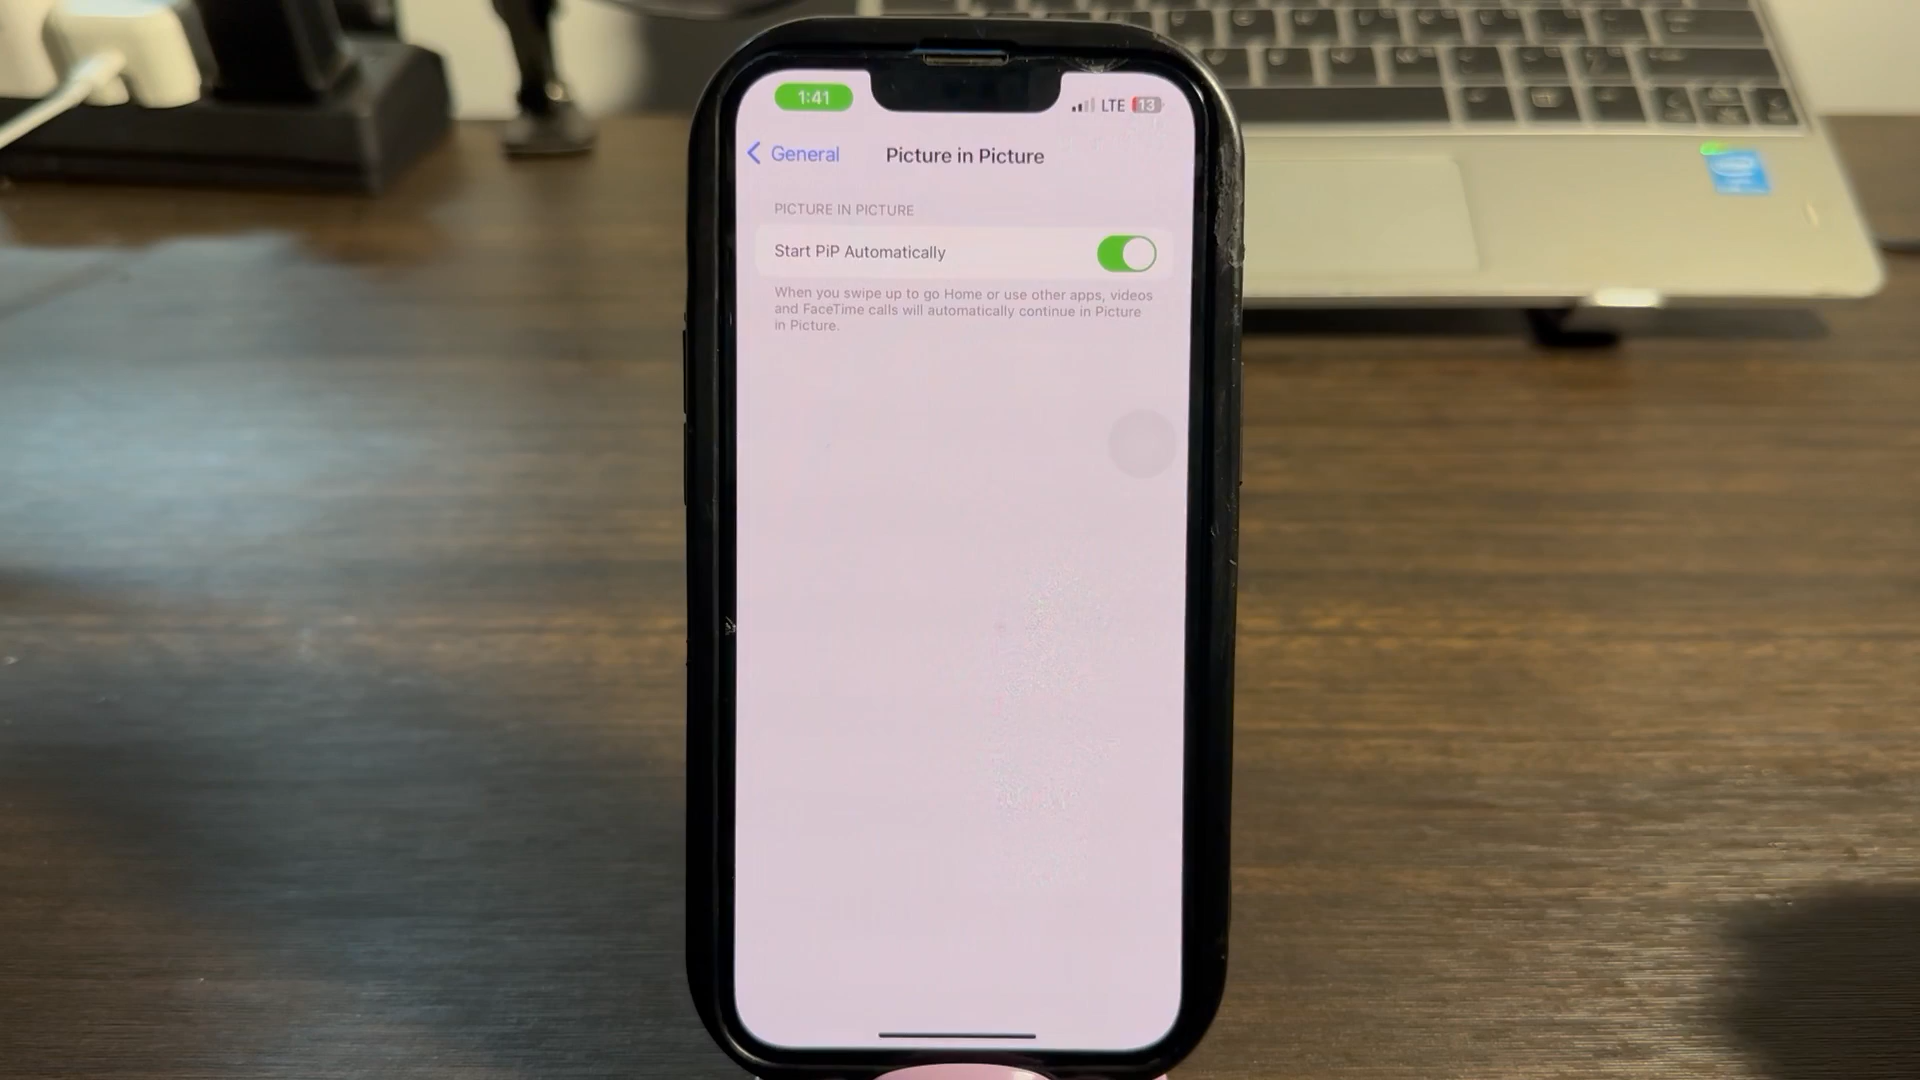 1:41
LTE 13
General
Picture in Picture
PICTURE IN PICTURE
Start PiP Automatically
When you swipe up to go Home or use other apps, videos
and FaceTime calls will automatically continue in Picture
in Picture.